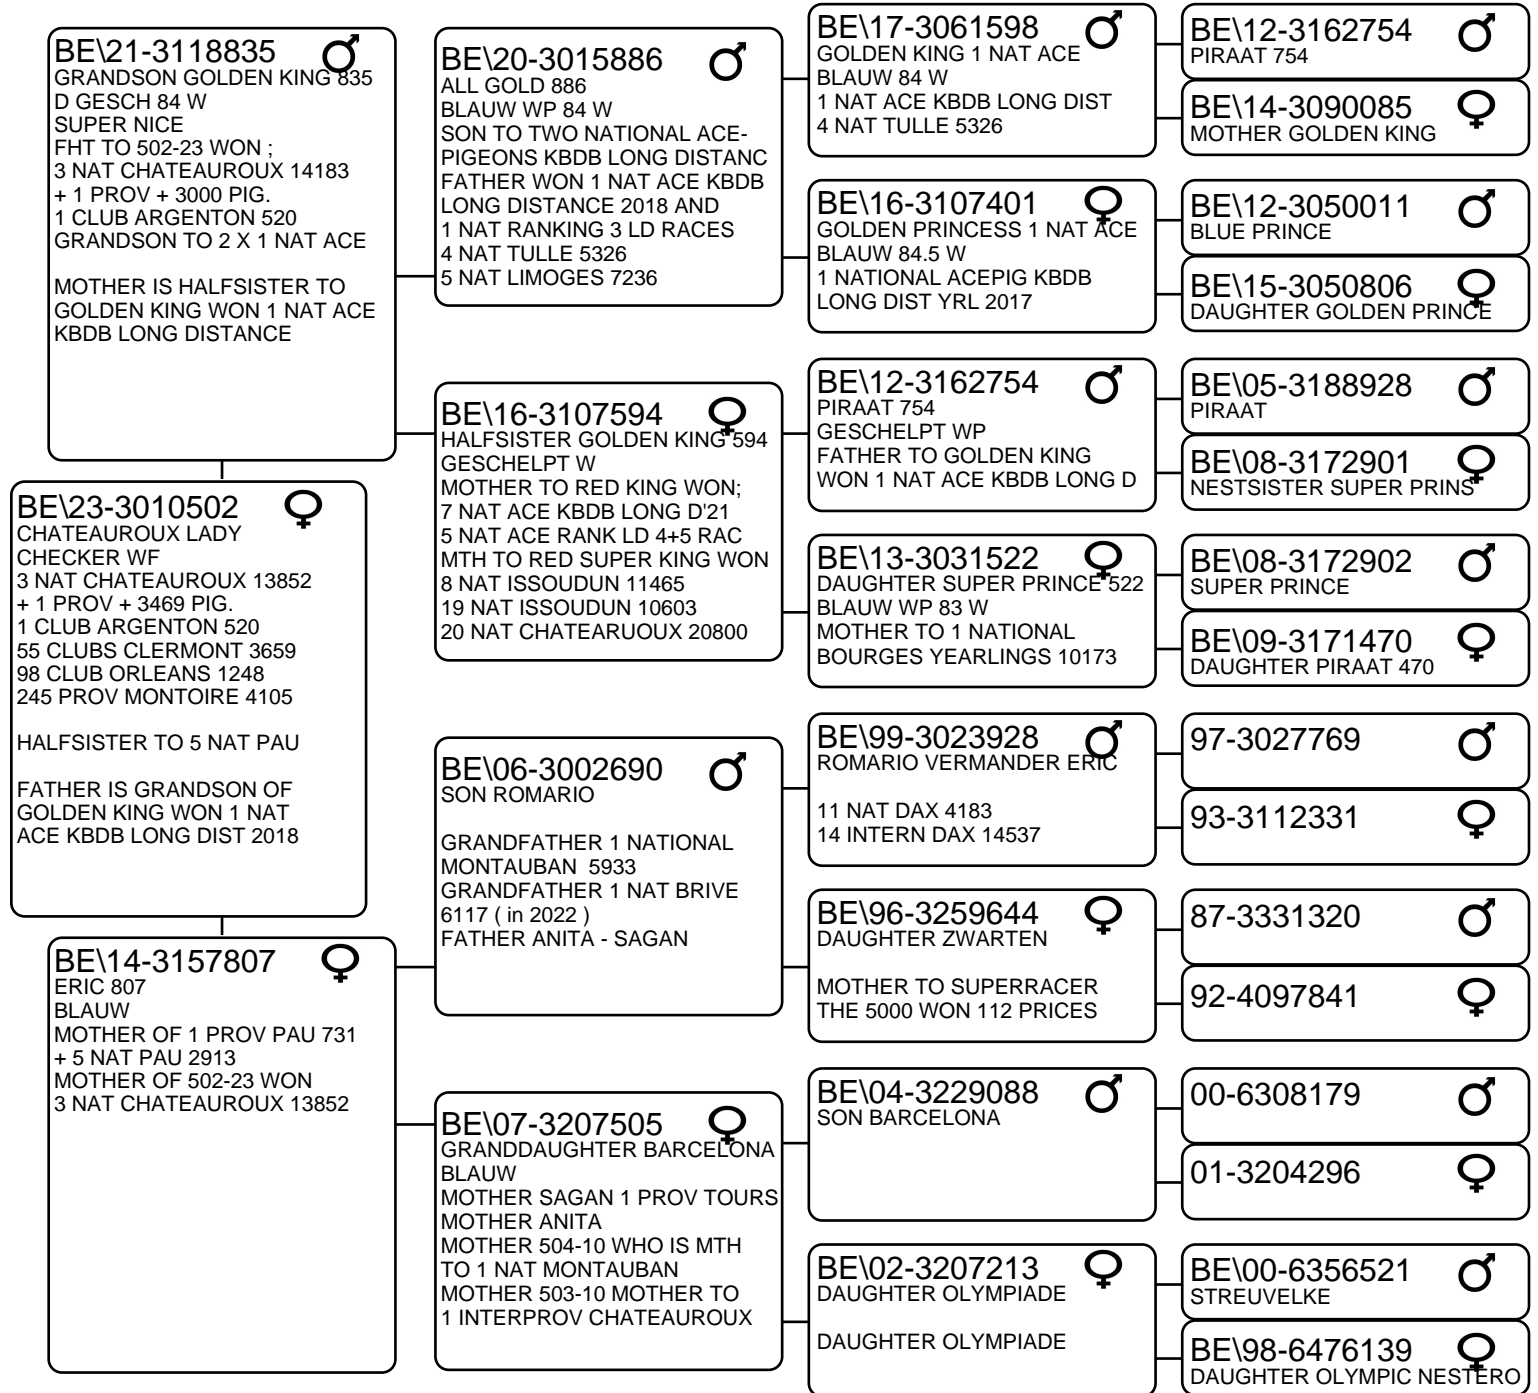 BE\23-3010502
CHATEAUROUX LADY
CHECKER WF
3 NAT CHATEAUROUX 13852
+ 1 PROV + 3469 PIG.
1 CLUB ARGENTON 520
55 CLUBS CLERMONT 3659
98 CLUB ORLEANS 1248
245 PROV MONTOIRE 4105
HALFSISTER TO 5 NAT PAU
FATHER IS GRANDSON OF
GOLDEN KING WON 1 NAT
ACE KBDB LONG DIST 2018
BE\21-3118835
GRANDSON GOLDEN KING 835
D GESCH 84 W
SUPER NICE
FHT TO 502-23 WON ;
3 NAT CHATEAUROUX 14183
+ 1 PROV + 3000 PIG.
1 CLUB ARGENTON 520
GRANDSON TO 2 X 1 NAT ACE
MOTHER IS HALFSISTER TO
GOLDEN KING WON 1 NAT ACE
KBDB LONG DISTANCE
BE\14-3157807
ERIC 807
BLAUW
MOTHER OF 1 PROV PAU 731
+ 5 NAT PAU 2913
MOTHER OF 502-23 WON
3 NAT CHATEAUROUX 13852
BE\20-3015886
ALL GOLD 886
BLAUW WP 84 W
SON TO TWO NATIONAL ACE-
PIGEONS KBDB LONG DISTANC
FATHER WON 1 NAT ACE KBDB
LONG DISTANCE 2018 AND
1 NAT RANKING 3 LD RACES
4 NAT TULLE 5326
5 NAT LIMOGES 7236
BE\16-3107594
HALFSISTER GOLDEN KING 594
GESCHELPT W
MOTHER TO RED KING WON;
7 NAT ACE KBDB LONG D'21
5 NAT ACE RANK LD 4+5 RAC
MTH TO RED SUPER KING WON
8 NAT ISSOUDUN 11465
19 NAT ISSOUDUN 10603
20 NAT CHATEARUOUX 20800
BE\06-3002690
SON ROMARIO
GRANDFATHER 1 NATIONAL
MONTAUBAN 5933
GRANDFATHER 1 NAT BRIVE
6117 ( in 2022 )
FATHER ANITA - SAGAN
BE\07-3207505
GRANDDAUGHTER BARCELONA
BLAUW
MOTHER SAGAN 1 PROV TOURS
MOTHER ANITA
MOTHER 504-10 WHO IS MTH
TO 1 NAT MONTAUBAN
MOTHER 503-10 MOTHER TO
1 INTERPROV CHATEAUROUX
BE\17-3061598
GOLDEN KING 1 NAT ACE
BLAUW 84 W
1 NAT ACE KBDB LONG DIST
4 NAT TULLE 5326
BE\16-3107401
GOLDEN PRINCESS 1 NAT ACE
BLAUW 84.5 W
1 NATIONAL ACEPIG KBDB
LONG DIST YRL 2017
BE\12-3162754
PIRAAT 754
GESCHELPT WP
FATHER TO GOLDEN KING
WON 1 NAT ACE KBDB LONG D
BE\13-3031522
DAUGHTER SUPER PRINCE 522
BLAUW WP 83 W
MOTHER TO 1 NATIONAL
BOURGES YEARLINGS 10173
BE\99-3023928
ROMARIO VERMANDER ERIC
11 NAT DAX 4183
14 INTERN DAX 14537
BE\96-3259644
DAUGHTER ZWARTEN
MOTHER TO SUPERRACER
THE 5000 WON 112 PRICES
BE\04-3229088
SON BARCELONA
BE\02-3207213
DAUGHTER OLYMPIADE
DAUGHTER OLYMPIADE
BE\12-3162754
PIRAAT 754
BE\14-3090085
MOTHER GOLDEN KING
BE\12-3050011
BLUE PRINCE
BE\15-3050806
DAUGHTER GOLDEN PRINCE
BE\05-3188928
PIRAAT
BE\08-3172901
NESTSISTER SUPER PRINS
BE\08-3172902
SUPER PRINCE
BE\09-3171470
DAUGHTER PIRAAT 470
97-3027769
93-3112331
87-3331320
92-4097841
00-6308179
01-3204296
BE\00-6356521
STREUVELKE
BE\98-6476139
DAUGHTER OLYMPIC NESTERO